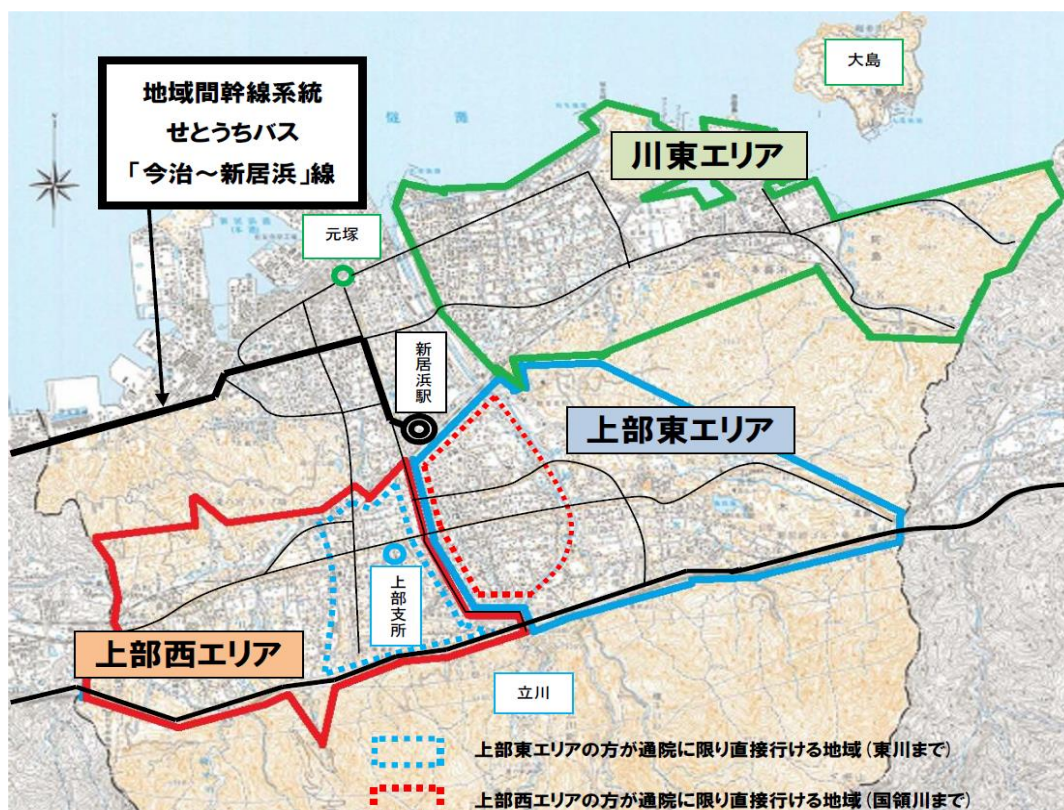 地域間幹線系統
せとうちバス
「今治～新居浜」線
大島
燧 灘
川東エリア
元塚
新居浜駅
上部東エリア
上部支所
上部西エリア
立川
上部東エリアの方が通院に限り直接行ける地域(東川まで)
上部西エリアの方が通院に限り直接行ける地域(国領川まで)